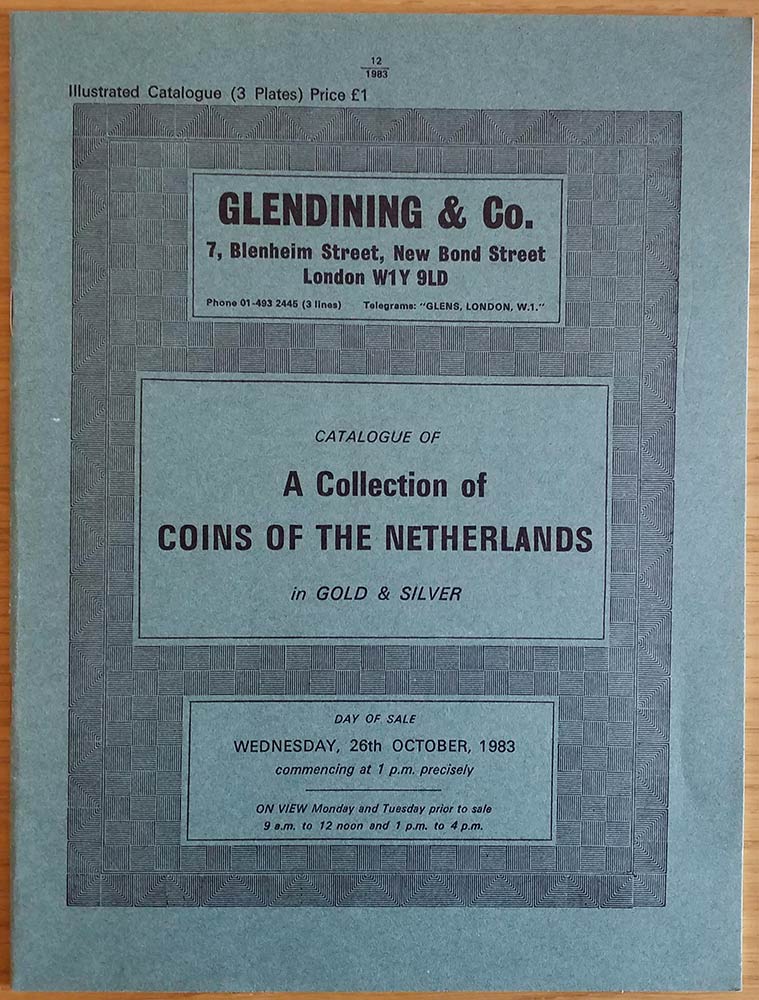 12
1983
Illustrated Catalogue (3 Plates) Price £1
GLENDINING & Co.
7, Blenheim Street, New Bond Street
London W1Y 9LD
Phone 01-493 2445 (3 lines) Telegrams: "GLENS, LONDON, W.1."
CATALOGUE OF
A Collection of
COINS OF THE NETHERLANDS
in GOLD & SILVER
DAY OF SALE
WEDNESDAY, 26th OCTOBER, 1983
commencing at 1 p.m. precisely
ON VIEW Monday and Tuesday prior to sale
9 a.m. to 12 noon and 1 p.m. to 4 p.m.